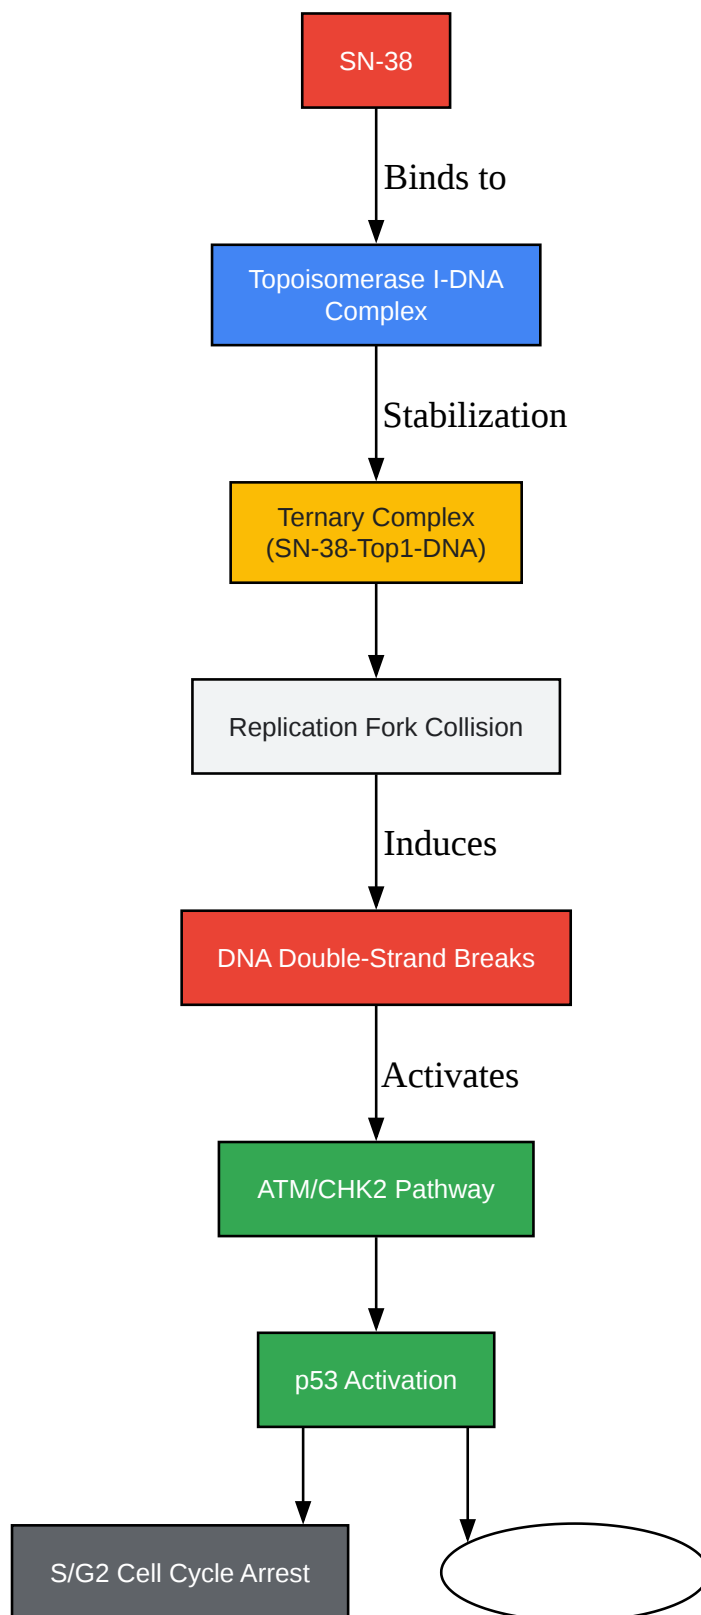 SN-38
Binds to
Topoisomerase I-DNA
Complex
Stabilization
Ternary Complex
(SN-38-Top1-DNA)
Replication Fork Collision
Induces
DNA Double-Strand Breaks
Activates
ATM/CHK2 Pathway
p53 Activation
S/G2 Cell Cycle Arrest